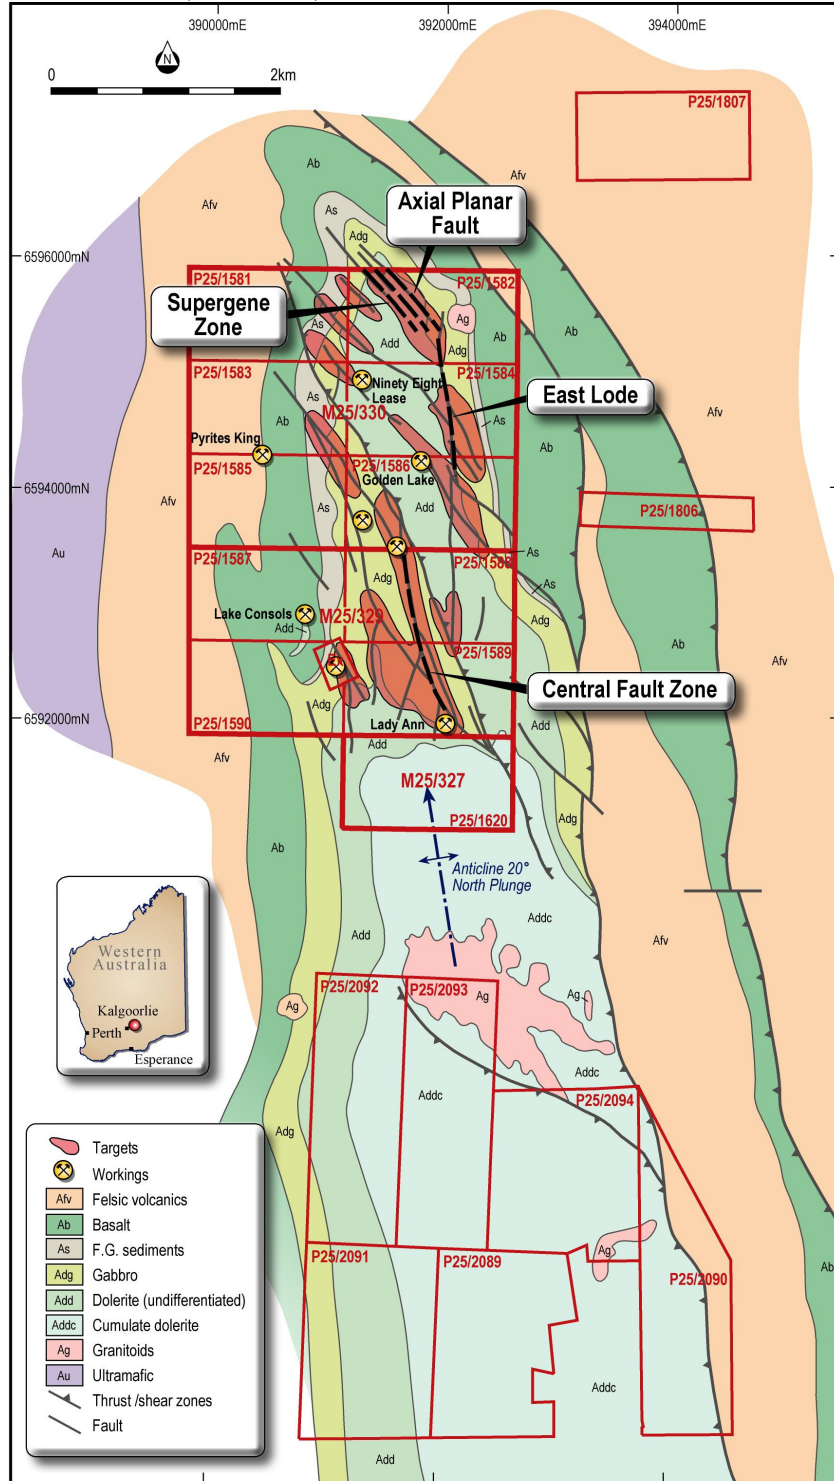 390000mE
392000mE
394000mE
N
0
2km
P25/1807
Ab
Afv
Afv
As
Axial Planar
Fault
Adg
6596000mN
P25/1581
P25/1582
Supergene
Zone
Ag
Ab
Ab
As
Add
Adg
P25/1583
P25/1584
Ninety Eight
Lease
East Lode
As
M25/330
As
Afv
Ab
Ab
Pyrites King
P25/1585
P25/1586
Golden Lake
6594000mN
Afv
As
Add
P25/1806
Au
As
P25/1587
P25/1588
Adg
As
Lake Consols
M25/329
Add
Adg
Ab
P25/1589
Afv
Central Fault Zone
Adg
6592000mN
P25/1590
Lady Ann
Add
Add
Afv
M25/327
P25/1620
Adg
Ab
Anticline 20°
North Plunge
Addc
Western
Australia
Add
Afv
Kalgoorlie
Perth
Esperance
P25/2092
P25/2093
Ag
Ag
Ag
Addc
Addc
P25/2094
Adg
Targets
Workings
Afv Felsic volcanics
Ab Basalt
As F.G. sediments
Adg Gabbro
Add Dolerite (undifferentiated)
Addc Cumulate dolerite
Ag Granitoids
Au Ultramafic
Thrust /shear zones
Fault
P25/2091
P25/2089
Ag
P25/2090
Ab
Addc
Add